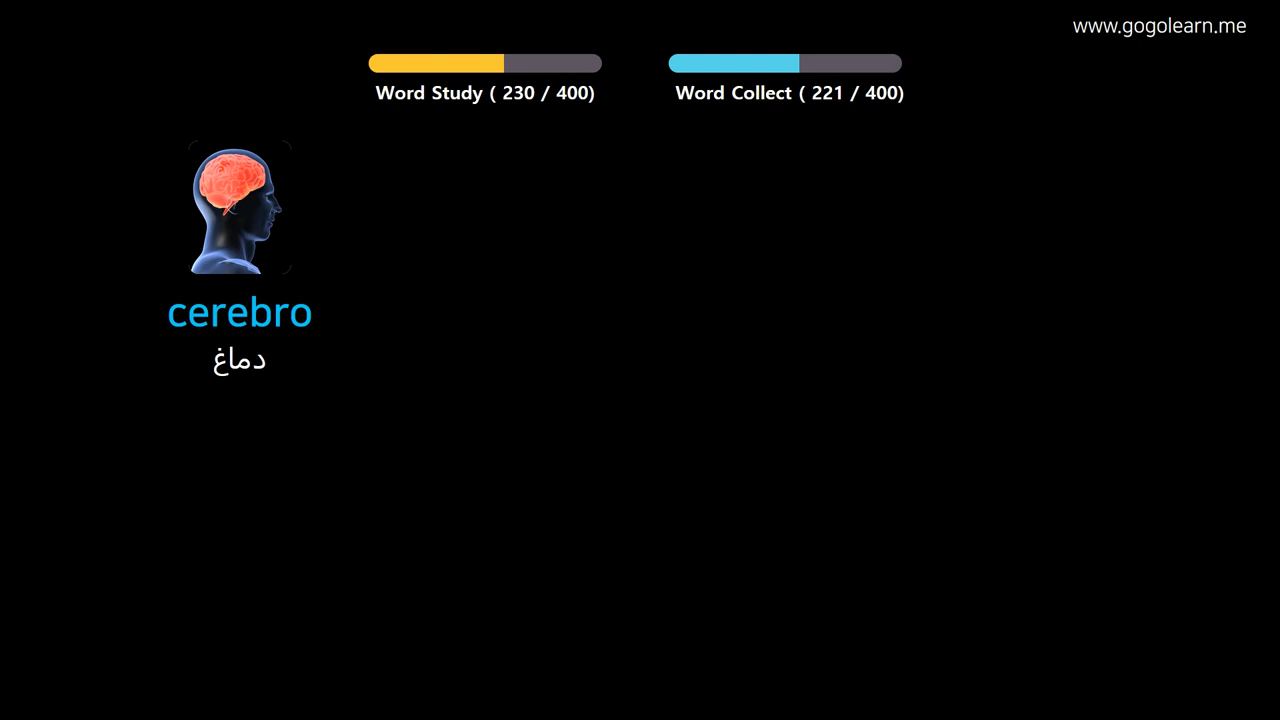 www.gogolearn.me
Word Study ( 230 / 400)
Word Collect ( 221 / 400)
cerebro
دماغ